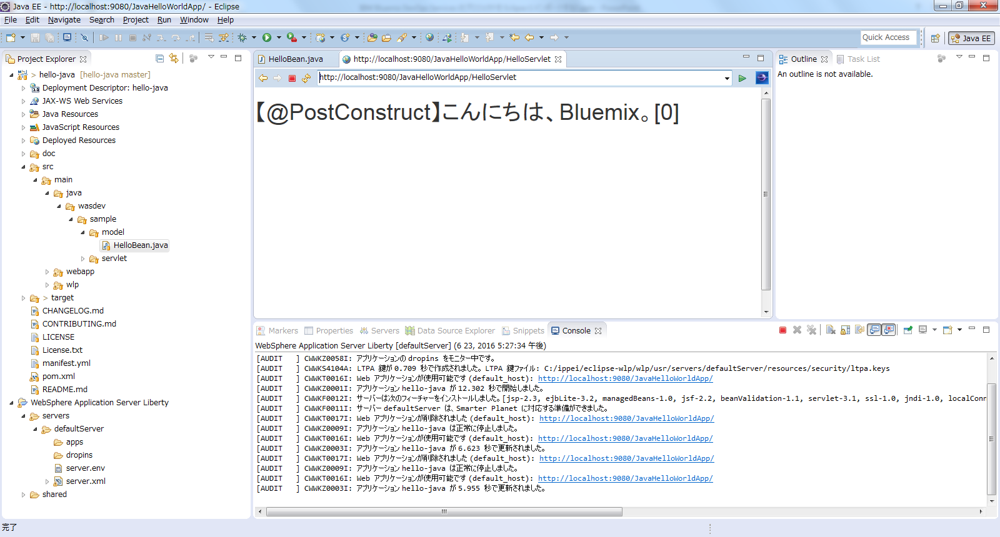 Java EE - http://localhost:9080/JavaHelloWorldApp/ - Eclipse
File Edit Navigate Search Project Run Window Help
Quick Access
Java EE
Project Explorer
> hello-java [hello-java master]
Deployment Descriptor: hello-java
JAX-WS Web Services
Java Resources
JavaScript Resources
Deployed Resources
doc
src
main
java
wasdev
sample
model
HelloBean.java
servlet
webapp
wlp
> target
CHANGELOG.md
CONTRIBUTING.md
LICENSE
License.txt
manifest.yml
pom.xml
README.md
WebSphere Application Server Liberty
servers
defaultServer
apps
dropins
server.env
server.xml
shared
HelloBean.java http://localhost:9080/JavaHelloWorldApp/HelloServlet
http://localhost:9080/JavaHelloWorldApp/HelloServlet
【@PostConstruct】こんにちは、Bluemix。[0]
Outline Task List
An outline is not available.
Markers Properties Servers Data Source Explorer Snippets Console
WebSphere Application Server Liberty [defaultServer] (6 23, 2016 5:27:34 午後)
[AUDIT   ] CWWKZ0058I: アプリケーションの dropins をモニター中です。
[AUDIT   ] CWWKS4104A: LTPA 鍵が 0.709 秒で作成されました。LTPA 鍵ファイル: C:/ippei/eclipse-wlp/wlp/usr/servers/defaultServer/resources/security/ltpa.keys
[AUDIT   ] CWWKT0016I: Web アプリケーションが使用可能です (default_host): http://localhost:9080/JavaHelloWorldApp/
[AUDIT   ] CWWKZ0001I: アプリケーション hello-java が 12.302 秒で開始しました。
[AUDIT   ] CWWKF0012I: サーバーは次のフィーチャーをインストールしました。[jsp-2.3, ejbLite-3.2, managedBeans-1.0, jsf-2.2, beanValidation-1.1, servlet-3.1, ssl-1.0, jndi-1.0, localConn
[AUDIT   ] CWWKF0011I: サーバー defaultServer は、Smarter Planet に対応する準備ができました。
[AUDIT   ] CWWKT0017I: Web アプリケーションが削除されました (default_host): http://localhost:9080/JavaHelloWorldApp/
[AUDIT   ] CWWKZ0009I: アプリケーション hello-java は正常に停止しました。
[AUDIT   ] CWWKT0016I: Web アプリケーションが使用可能です (default_host): http://localhost:9080/JavaHelloWorldApp/
[AUDIT   ] CWWKZ0003I: アプリケーション hello-java が 6.623 秒で更新されました。
[AUDIT   ] CWWKT0017I: Web アプリケーションが削除されました (default_host): http://localhost:9080/JavaHelloWorldApp/
[AUDIT   ] CWWKZ0009I: アプリケーション hello-java は正常に停止しました。
[AUDIT   ] CWWKT0016I: Web アプリケーションが使用可能です (default_host): http://localhost:9080/JavaHelloWorldApp/
[AUDIT   ] CWWKZ0003I: アプリケーション hello-java が 5.955 秒で更新されました。
完了